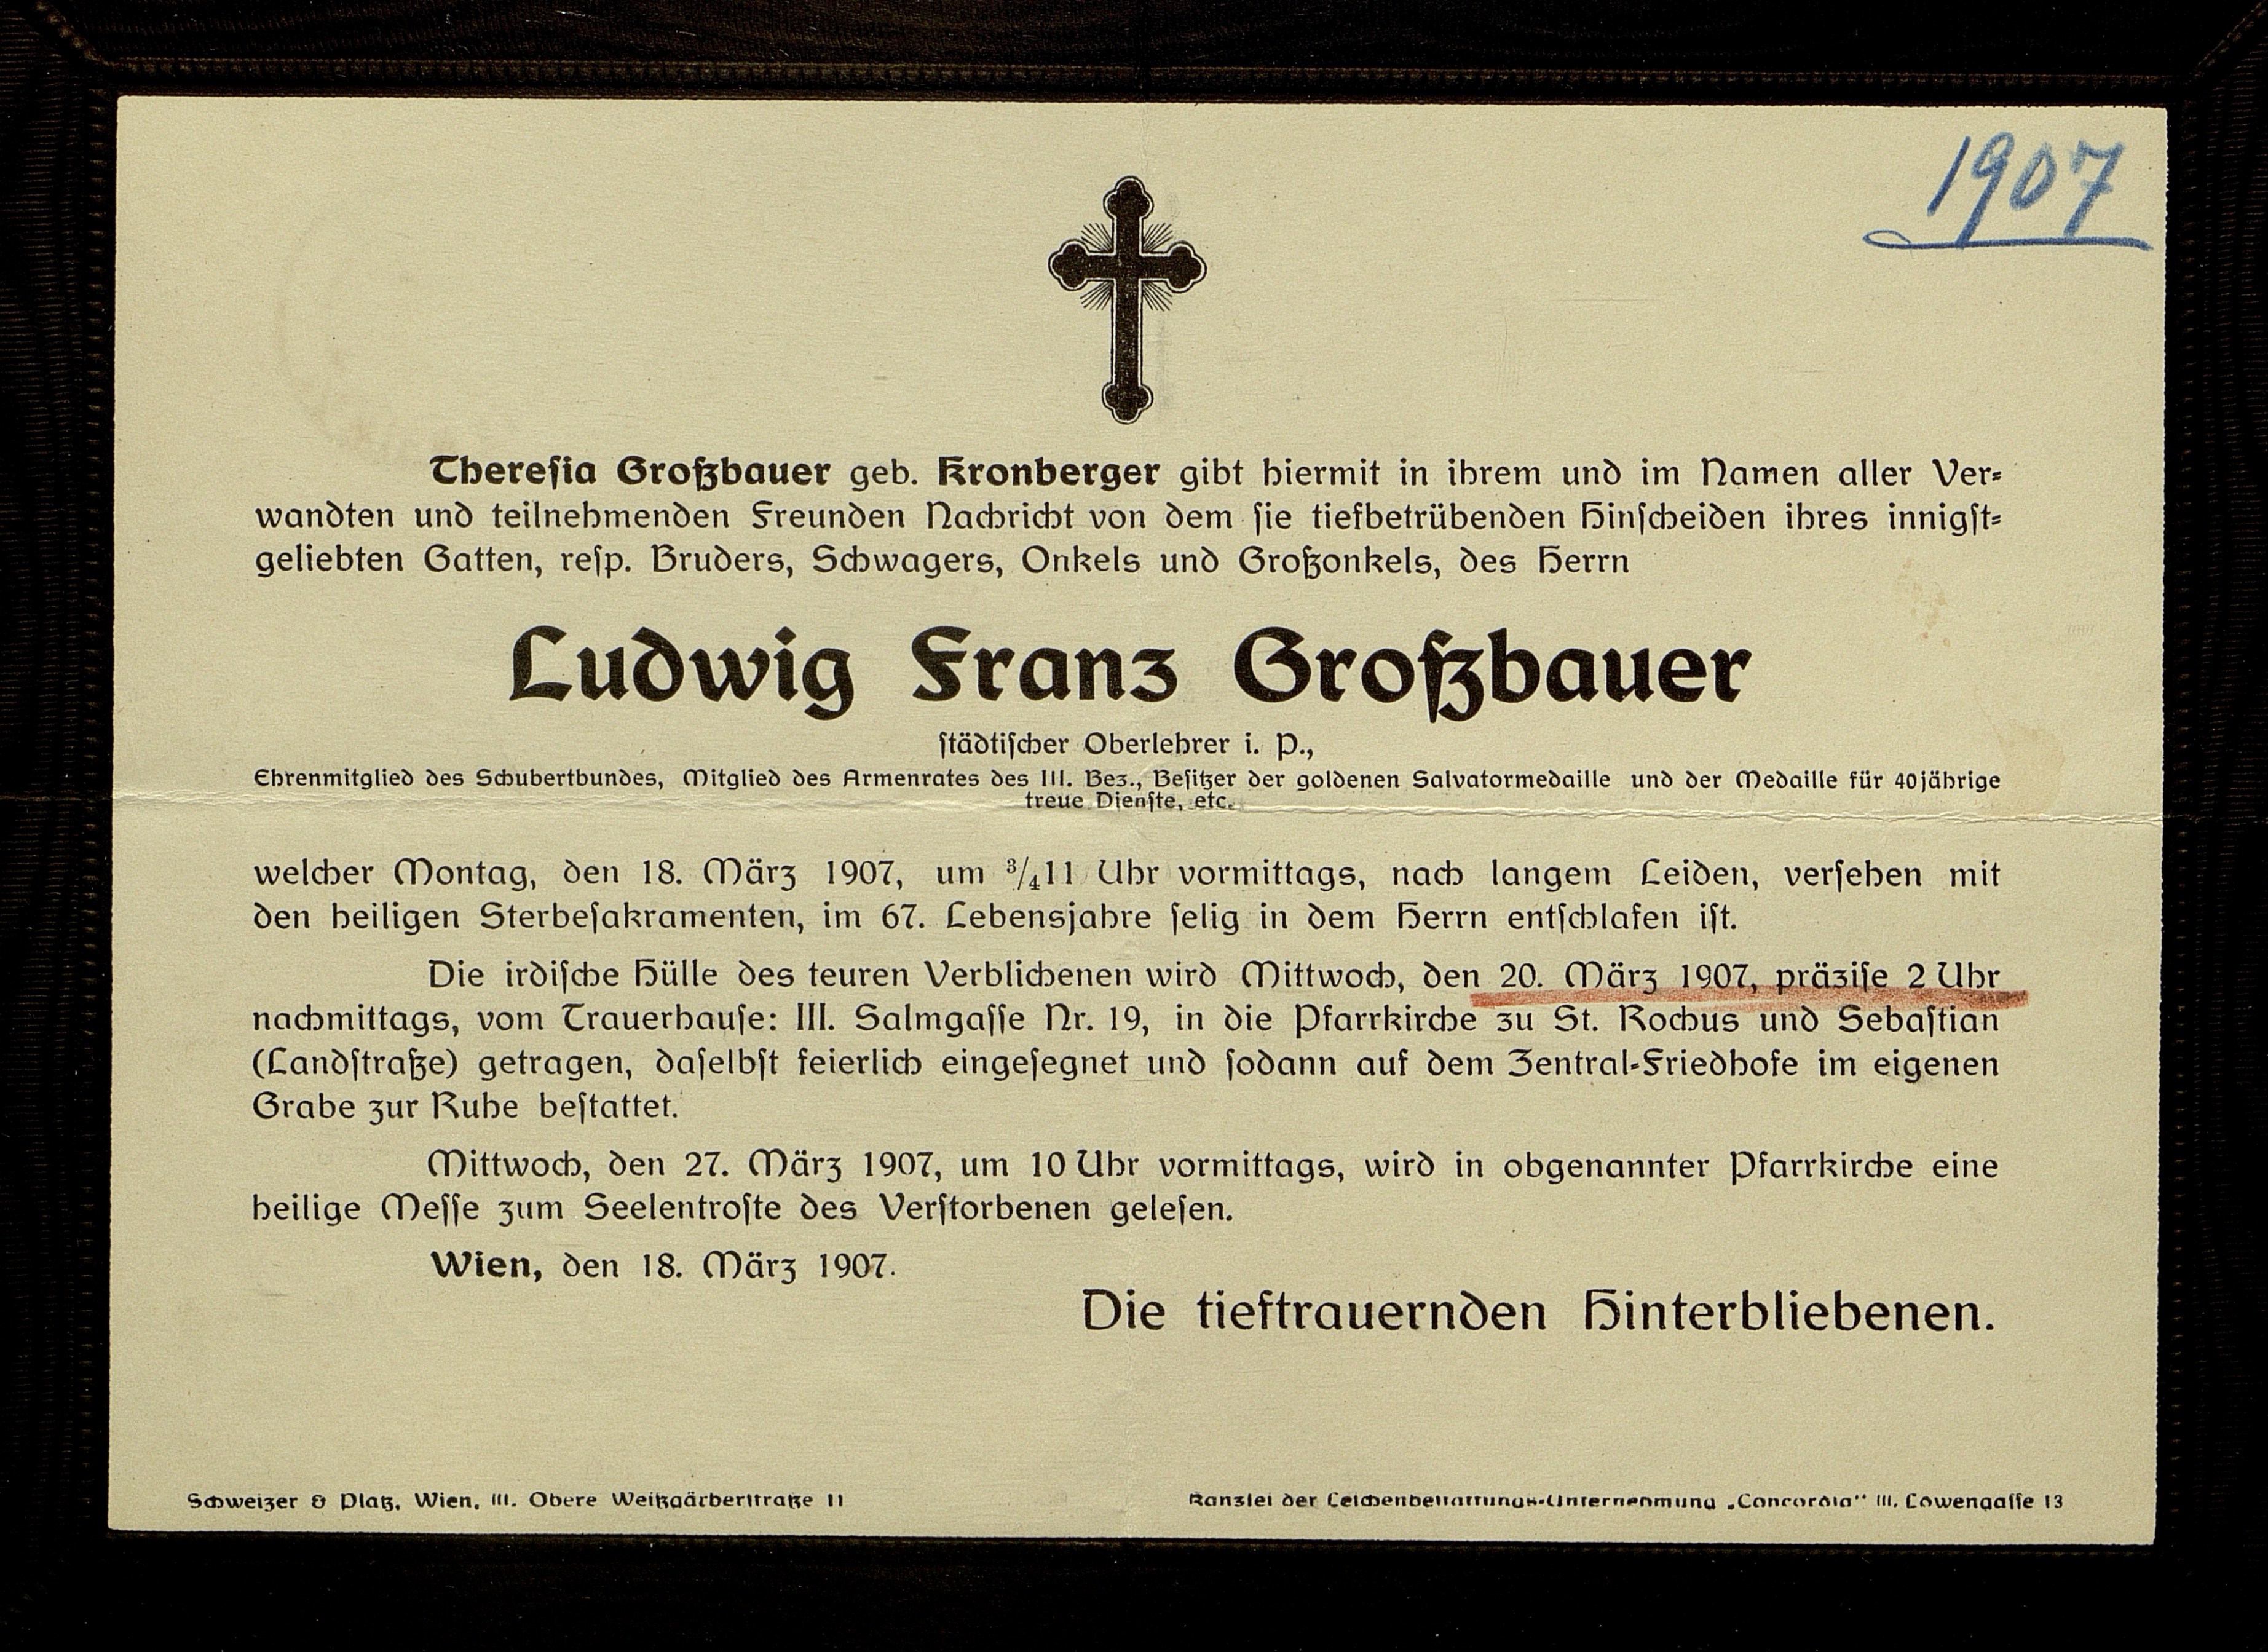 1907
Theresia Großbauer geb. Kronberger gibt hiermit in ihrem und im Namen aller Ver-
wandten und teilnehmenden Freunden Nachricht von dem sie tiefbetrübenden Hinscheiden ihres innigst-
geliebten Gatten, resp. Bruders, Schwagers, Onkels und Großonkels, des Herrn
Ludwig Franz Großbauer
städtischer Oberlehrer i. P.,
Ehrenmitglied des Schubertbundes, Mitglied des Armenrates des III. Bez., Besitzer der goldenen Salvatormedaille und der Medaille für 40jährige
treue Dienste, etc.
welcher Montag, den 18. März 1907, um 3/4 11 Uhr vormittags, nach langem Leiden, versehen mit
den heiligen Sterbesakramenten, im 67. Lebensjahre selig in dem Herrn entschlafen ist.
Die irdische Hülle des teuren Verblichenen wird Mittwoch, den 20. März 1907, präzise 2 Uhr
nachmittags, vom Trauerhause: III. Salmgasse Nr. 19, in die Pfarrkirche zu St. Rochus und Sebastian
(Landstraße) getragen, daselbst feierlich eingesegnet und sodann auf dem Zentral-Friedhofe im eigenen
Grabe zur Ruhe bestattet.
Mittwoch, den 27. März 1907, um 10 Uhr vormittags, wird in obgenannter Pfarrkirche eine
heilige Messe zum Seelentroste des Verstorbenen gelesen.
Wien, den 18. März 1907.
Die tieftrauernden Hinterbliebenen.
Schweizer & Platz, Wien, III. Obere Weißgärberstraße 11
Kanzlei der Leichenbestattungs-Unternehmung „Concordia" III. Löwengasse 13